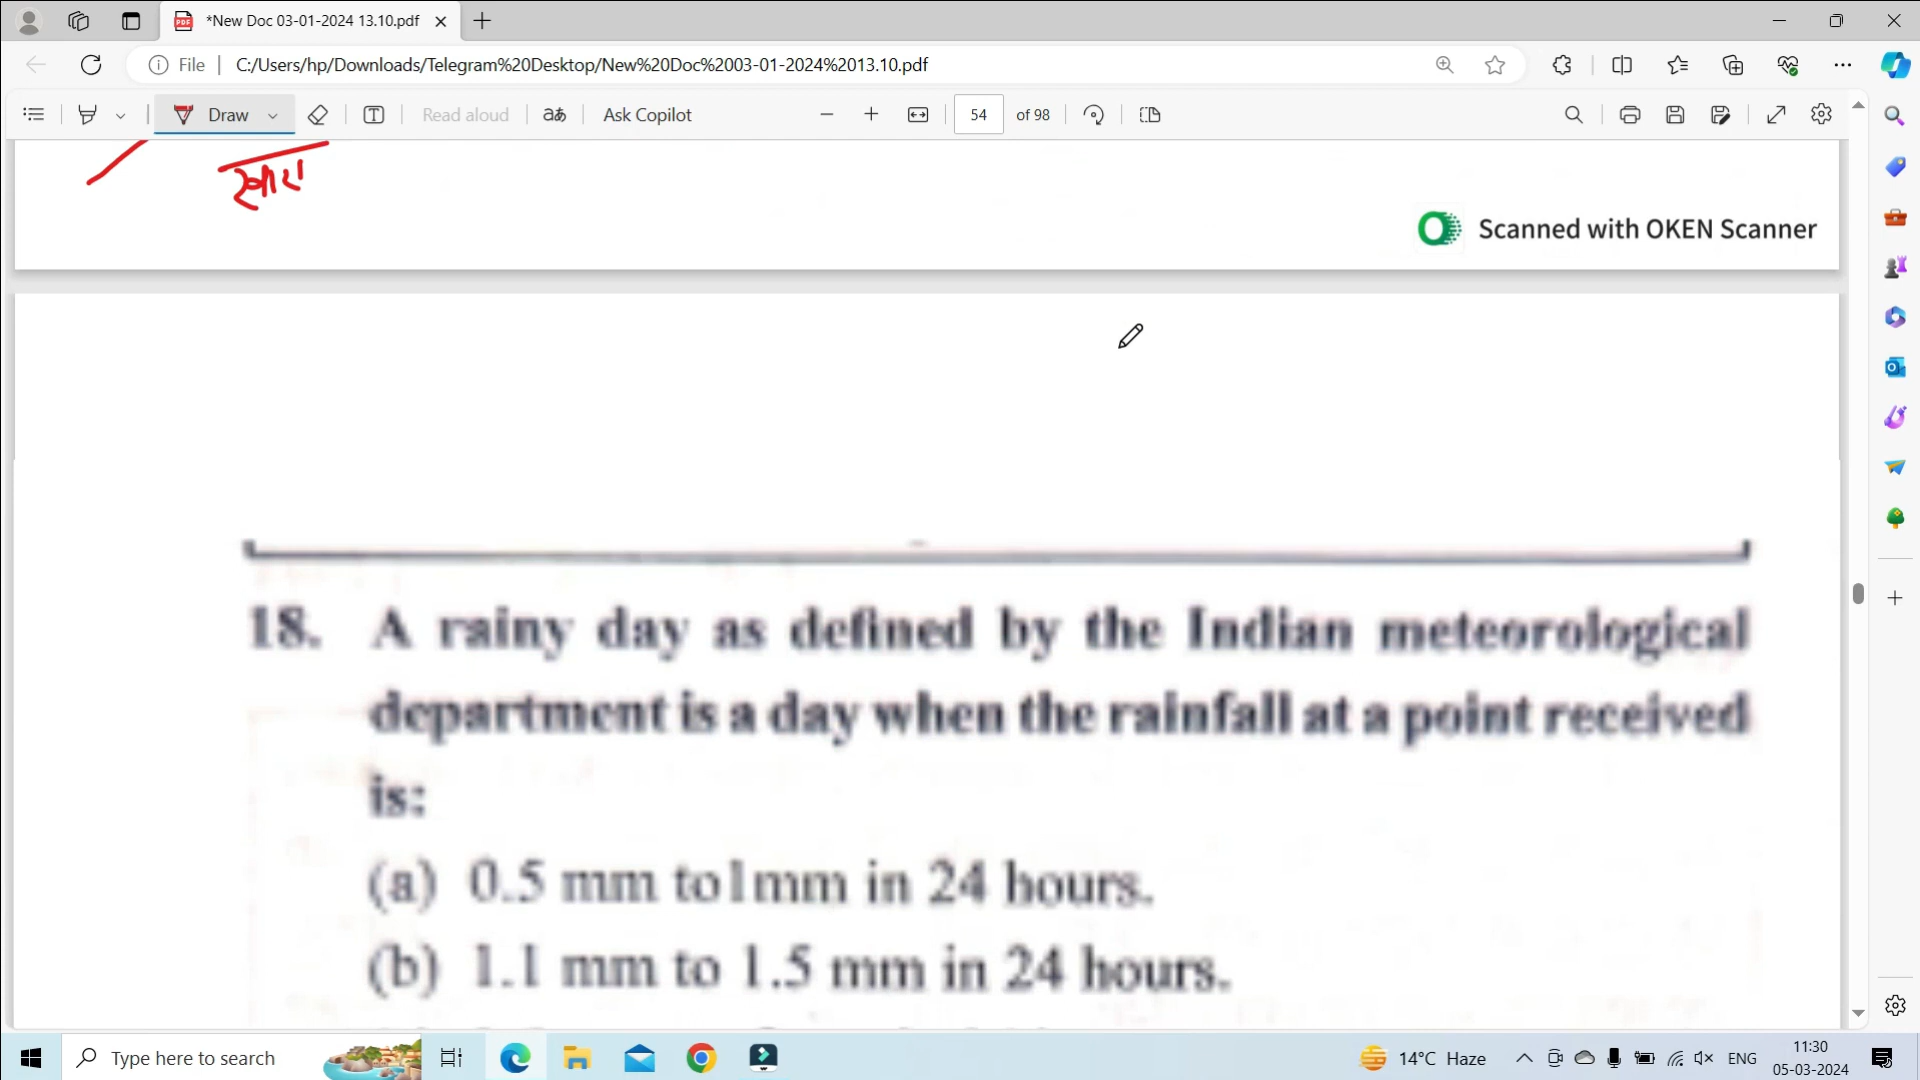 *New Doc 03-01-2024 13.10.pdf
File
C:/Users/hp/Downloads/Telegram%20Desktop/New%20Doc%2003-01-2024%2013.10.pdf
Draw
Read aloud
aあ
Ask Copilot
54
of 98
Scanned with OKEN Scanner
18. A rainy day as defined by the Indian meteorological
department is a day when the rainfall at a point received
is:
(a) 0.5 mm to1mm in 24 hours.
(b) 1.1 mm to 1.5 mm in 24 hours.
Type here to search
14°C Haze
ENG
11:30
05-03-2024